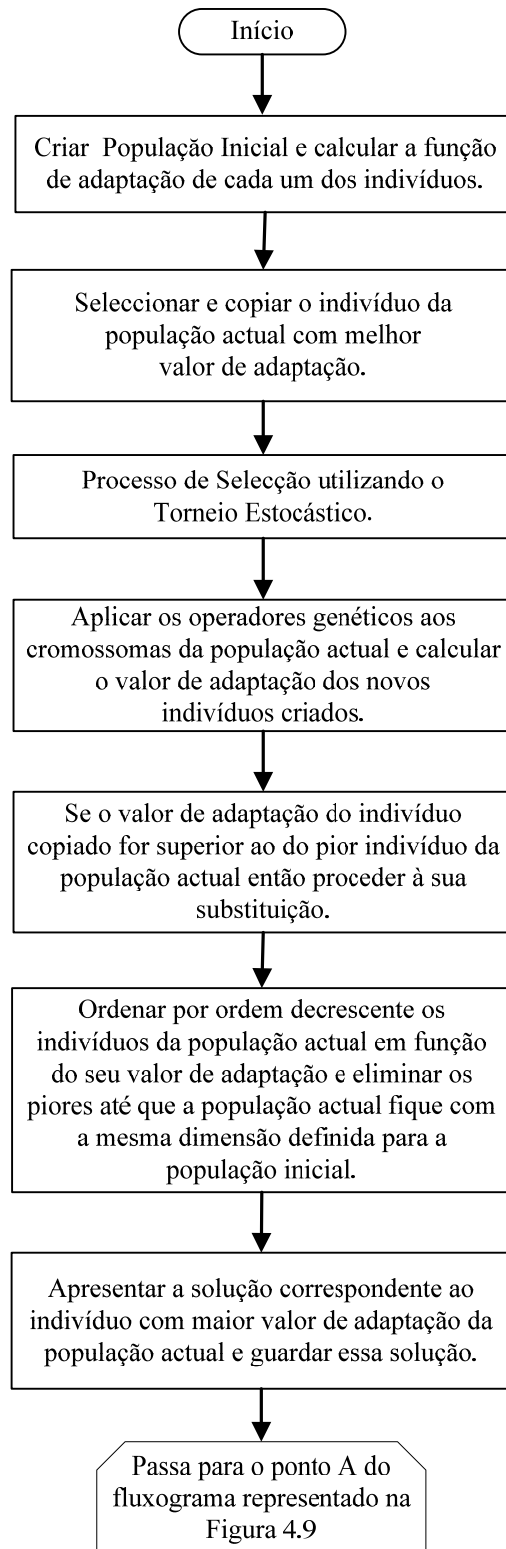 Início
Criar População Inicial e calcular a função
de adaptação de cada um dos indivíduos.
Seleccionar e copiar o indivíduo da
população actual com melhor
valor de adaptação.
Processo de Selecção utilizando o
Torneio Estocástico.
Aplicar os operadores genéticos aos
cromossomas da população actual e calcular
o valor de adaptação dos novos
indivíduos criados.
Se o valor de adaptação do indivíduo
copiado for superior ao do pior indivíduo da
população actual então proceder à sua
substituição.
Ordenar por ordem decrescente os
indivíduos da população actual em função
do seu valor de adaptação e eliminar os
piores até que a população actual fique com
a mesma dimensão definida para a
população inicial.
Apresentar a solução correspondente ao
indivíduo com maior valor de adaptação da
população actual e guardar essa solução.
Passa para o ponto A do
fluxograma representado na
Figura 4.9